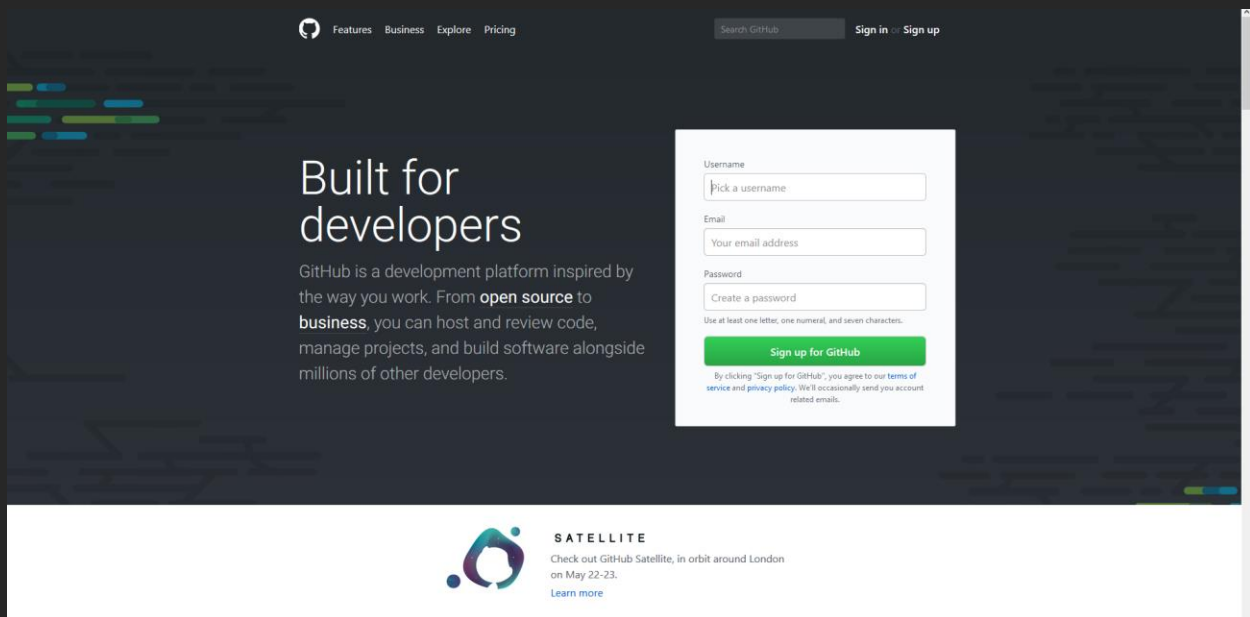 Features Business Explore Pricing
Search GitHub
Sign in or Sign up
Built for
developers
GitHub is a development platform inspired by
the way you work. From open source to
business, you can host and review code,
manage projects, and build software alongside
millions of other developers.
Username
Pick a username
Email
Your email address
Password
Create a password
Use at least one letter, one numeral, and seven characters.
Sign up for GitHub
By clicking "Sign up for GitHub", you agree to our terms of
service and privacy policy. We'll occasionally send you account
related emails.
SATELLITE
Check out GitHub Satellite, in orbit around London
on May 22-23.
Learn more